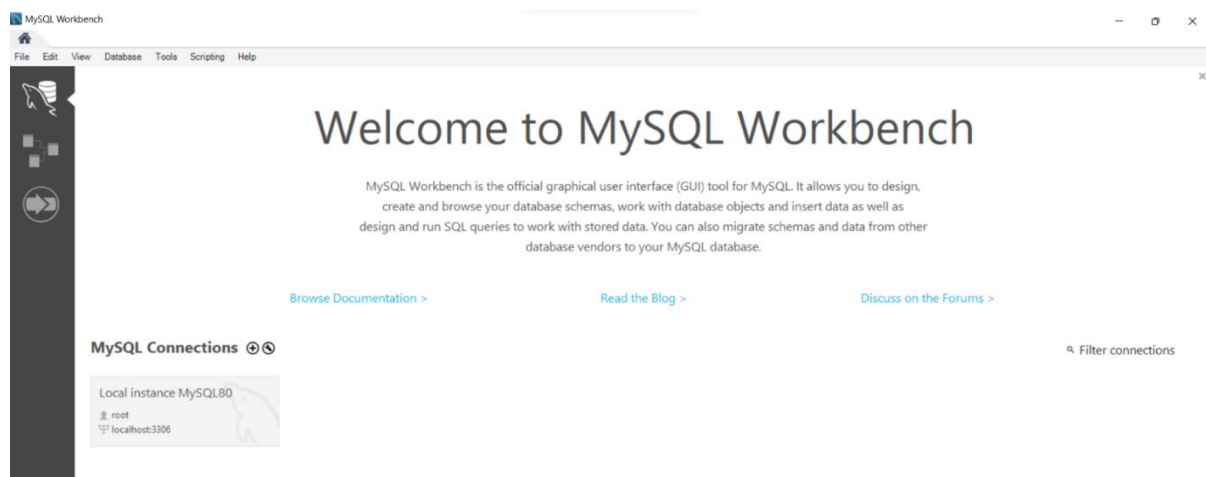 MySQL Workbench
File Edit View Database Tools Scripting Help
Welcome to MySQL Workbench
MySQL Workbench is the official graphical user interface (GUI) tool for MySQL. It allows you to design,
create and browse your database schemas, work with database objects and insert data as well as
design and run SQL queries to work with stored data. You can also migrate schemas and data from other
database vendors to your MySQL database.
Browse Documentation > Read the Blog > Discuss on the Forums >
MySQL Connections Filter connections
Local instance MySQL80
root
localhost:3306